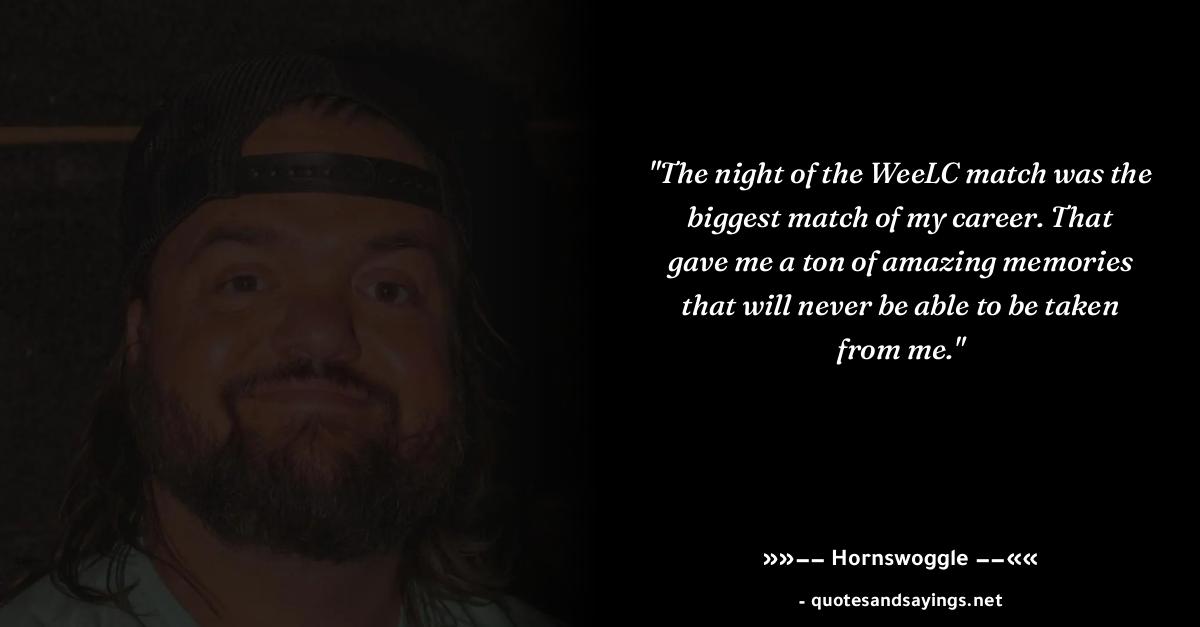 "The night of the WeeLC match was the
biggest match of my career. That
gave me a ton of amazing memories
that will never be able to be taken
from me."
»»−− Hornswoggle −−««
- quotesandsayings.net